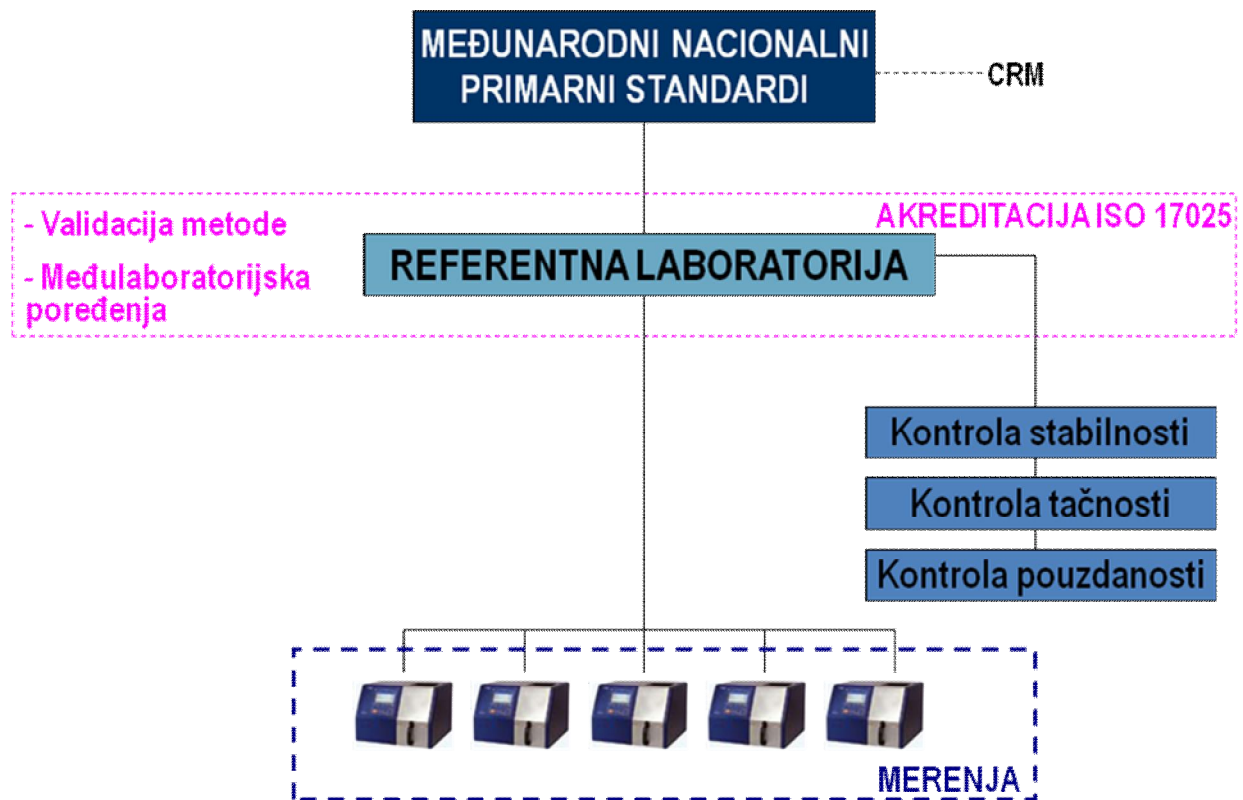 MEĐUNARODNI NACIONALNI
PRIMARNI STANDARDI
CRM
- Validacija metode
AKREDITACIJA ISO 17025
REFERENTNA LABORATORIJA
- Međulaboratorijska
poređenja
Kontrola stabilnosti
Kontrola tačnosti
Kontrola pouzdanosti
MERENJA